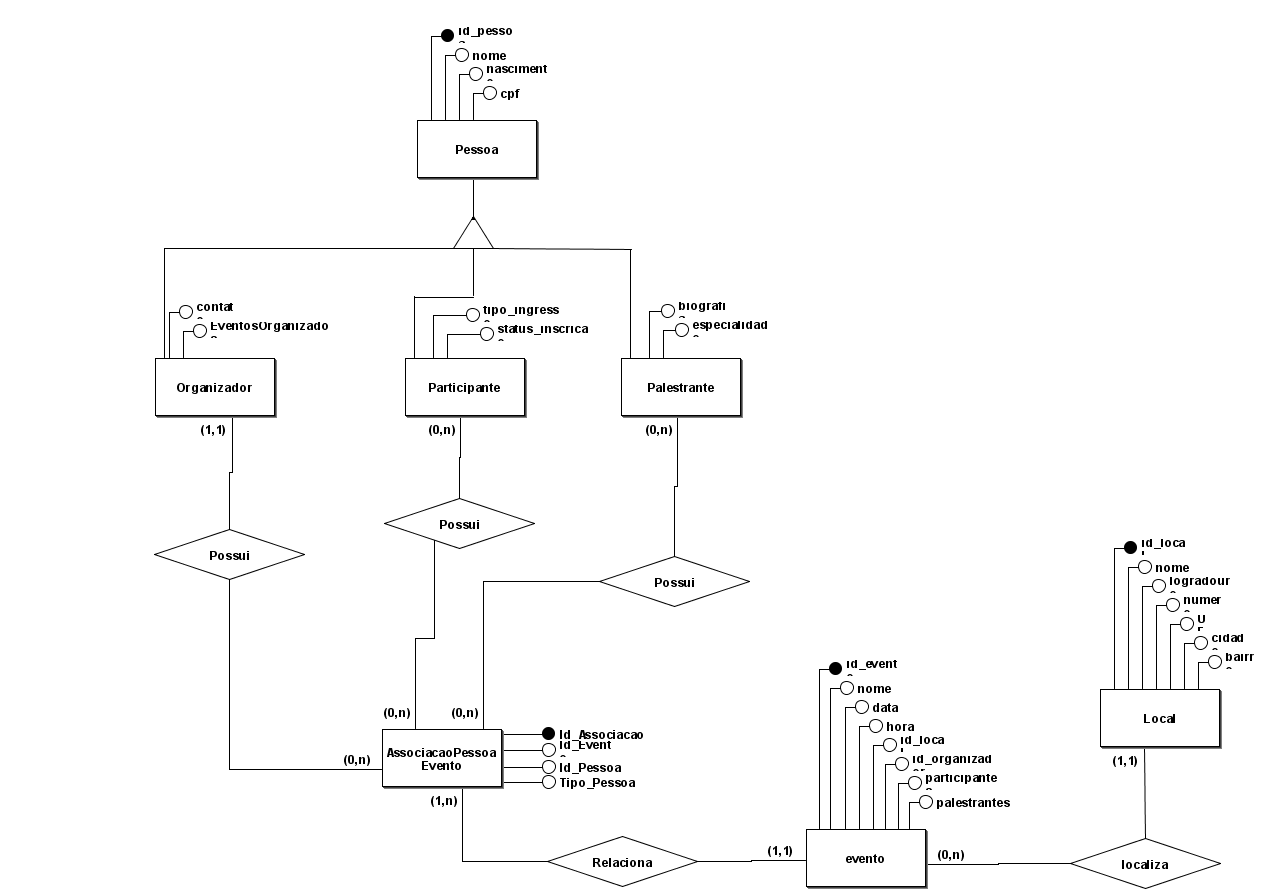 id_pesso
nome
nasciment
cpf
Pessoa
contat
EventosOrganizado
tipo_ingress
status_inscrica
biografi
especialidad
Organizador
Participante
Palestrante
(1,1)
(0,n)
(0,n)
Possui
Possui
Possui
id_loca
nome
logradour
numer
U
cidad
bairr
Local
(1,1)
id_event
nome
data
hora
id_loca
id_organizad
participante
palestrantes
(0,n)
(0,n)
(0,n)
AssociacaoPessoa
Evento
Id_Associacao
Id_Event
Id_Pessoa
Tipo_Pessoa
(1,n)
Relaciona
(1,1)
evento
(0,n)
localiza